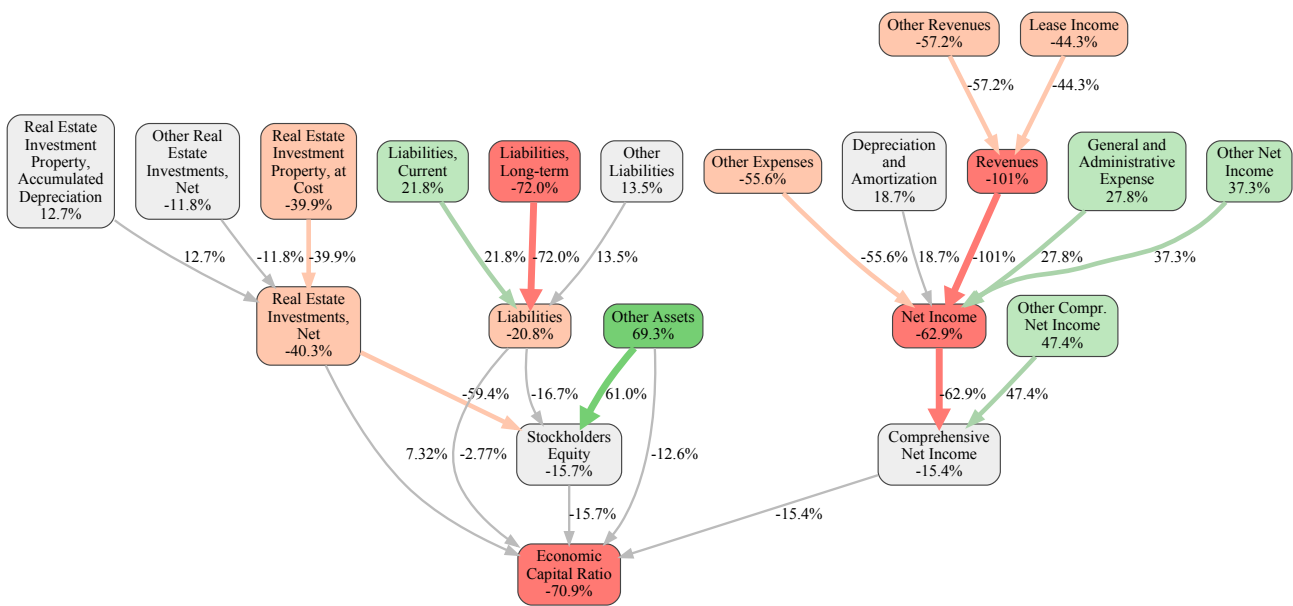 Other Revenues
-57.2%
Lease Income
-44.3%
-57.2%
-44.3%
Real Estate
Investment
Property,
Accumulated
Depreciation
12.7%
Other Real
Estate
Investments,
Net
-11.8%
Real Estate
Investment
Property, at
Cost
-39.9%
Liabilities,
Current
21.8%
Liabilities,
Long-term
-72.0%
Other
Liabilities
13.5%
Other Expenses
-55.6%
Depreciation
and
Amortization
18.7%
Revenues
-101%
General and
Administrative
Expense
27.8%
Other Net
Income
37.3%
12.7%
-11.8%
-39.9%
21.8%
-72.0%
13.5%
-55.6%
18.7%
-101%
27.8%
37.3%
Real Estate
Investments,
Net
-40.3%
Liabilities
-20.8%
Other Assets
69.3%
Net Income
-62.9%
Other Compr.
Net Income
47.4%
-59.4%
-16.7%
61.0%
-62.9%
47.4%
7.32%
-2.77%
Stockholders
Equity
-15.7%
-12.6%
Comprehensive
Net Income
-15.4%
-15.7%
-15.4%
Economic
Capital Ratio
-70.9%